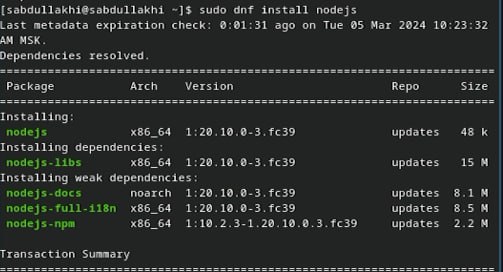 [sabdullakhi@sabdullakhi ~]$ sudo dnf install nodejs
Last metadata expiration check: 0:01:31 ago on Tue 05 Mar 2024 10:23:32
AM MSK.
Dependencies resolved.
================================================================================
Package Arch Version Repo Size
================================================================================
Installing:
nodejs x86_64 1:20.10.0-3.fc39 updates 48 k
Installing dependencies:
nodejs-libs x86_64 1:20.10.0-3.fc39 updates 15 M
Installing weak dependencies:
nodejs-docs noarch 1:20.10.0-3.fc39 updates 8.1 M
nodejs-full-i18n x86_64 1:20.10.0-3.fc39 updates 8.5 M
nodejs-npm x86_64 1:10.2.3-1.20.10.0.3.fc39 updates 2.2 M
Transaction Summary
================================================================================